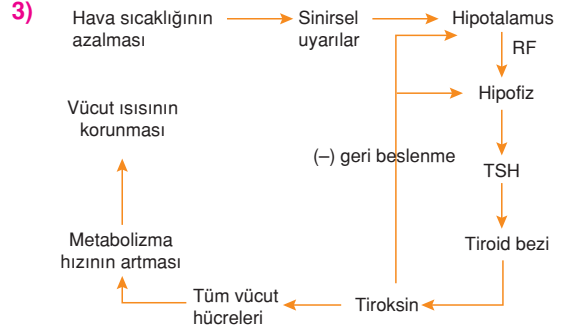 3)
Hava sıcaklığının
azalması
Sinirsel
uyarılar
Hipotalamus
RF
Hipofiz
Vücut ısısının
korunması
(–) geri beslenme
TSH
Metabolizma
hızının artması
Tiroid bezi
Tüm vücut
hücreleri
Tiroksin